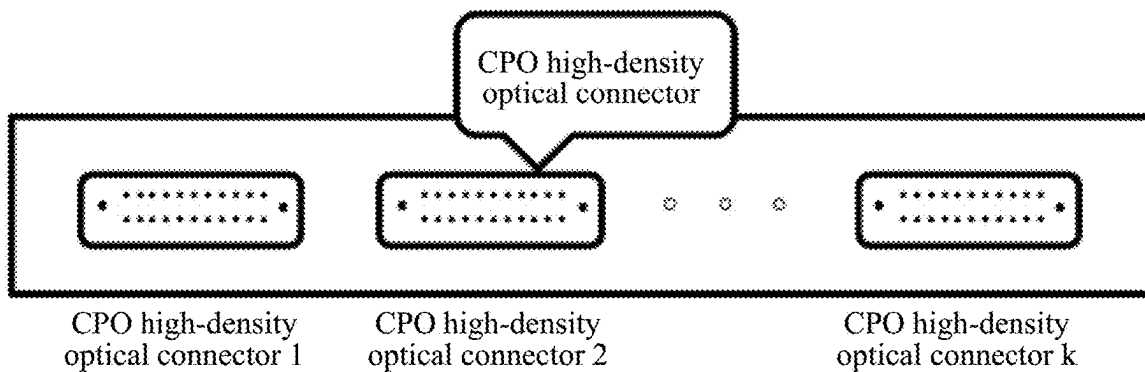 CPO high-density
optical connector
CPO high-density
optical connector 1
CPO high-density
optical connector 2
CPO high-density
optical connector k